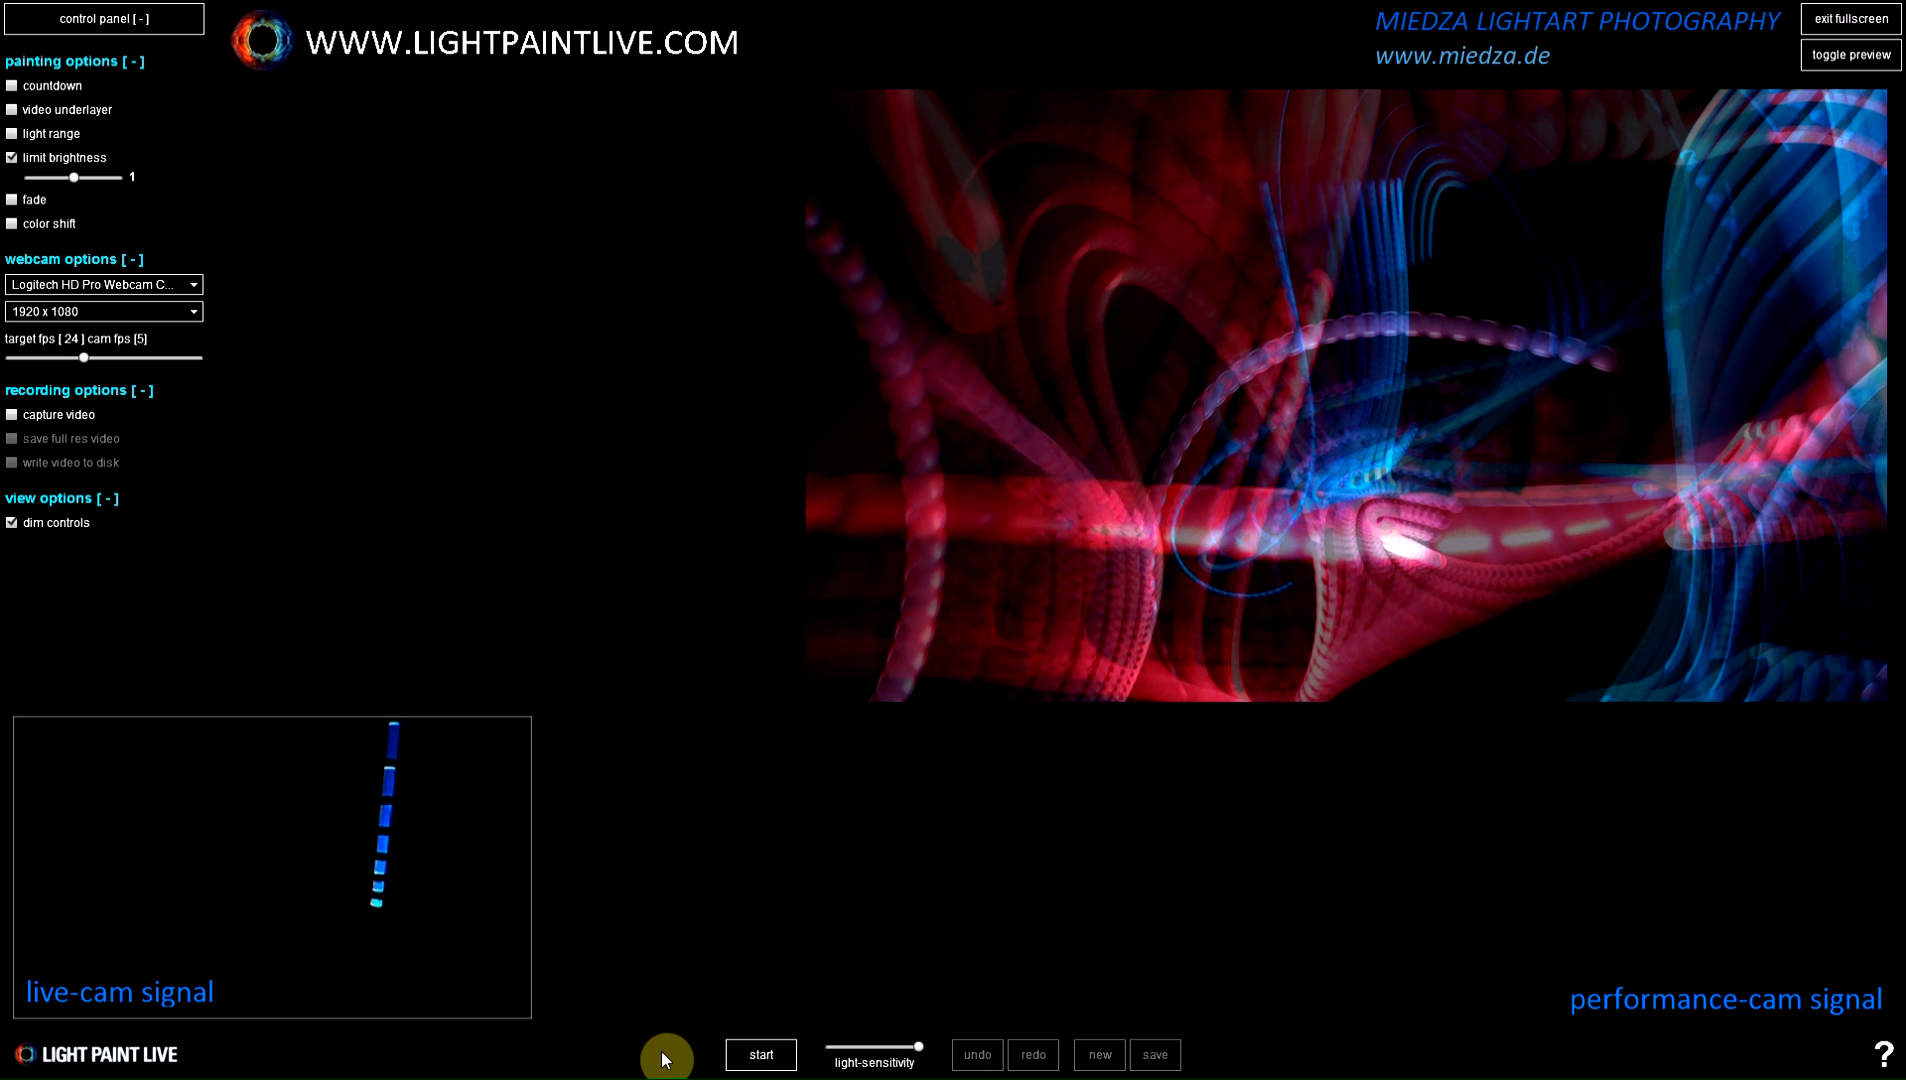 control panel [ - ]
WWW.LIGHTPAINTLIVE.COM
MIEDZA LIGHTART PHOTOGRAPHY
www.miedza.de
exit fullscreen
toggle preview
painting options [ - ]
countdown
video underlayer
light range
limit brightness
1
fade
color shift
webcam options [ - ]
Logitech HD Pro Webcam C...
1920 x 1080
target fps [ 24 ] cam fps [5]
recording options [ - ]
capture video
save full res video
write video to disk
view options [ - ]
dim controls
live-cam signal
performance-cam signal
LIGHT PAINT LIVE
start
light-sensitivity
undo
redo
new
save
?